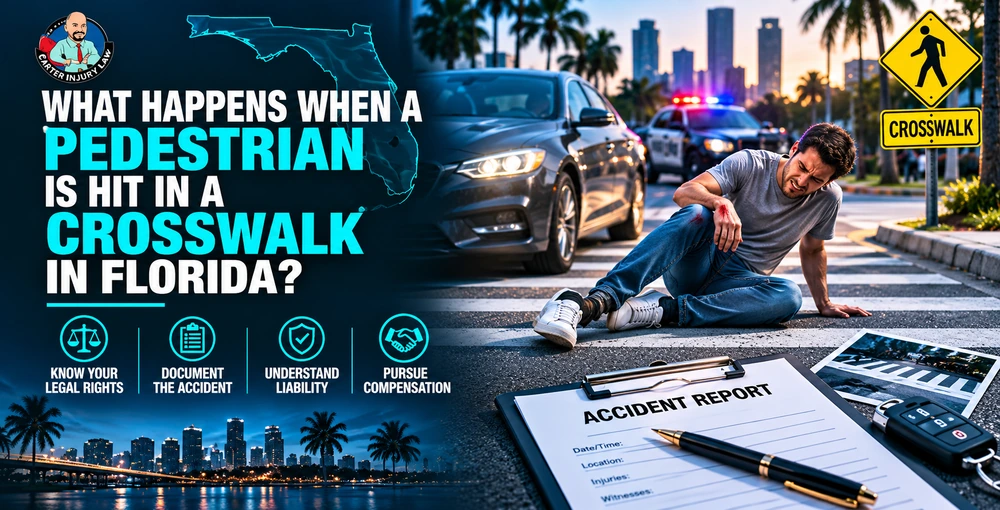 CARTER INJURY LAW
WHAT HAPPENS WHEN A
PEDESTRIAN
IS HIT IN A
CROSSWALK
IN FLORIDA?
KNOW YOUR
LEGAL RIGHTS
DOCUMENT
THE ACCIDENT
UNDERSTAND
LIABILITY
PURSUE
COMPENSATION
CROSSWALK
ACCIDENT REPORT
Date/Time:
Location:
Injuries:
Witnesses: